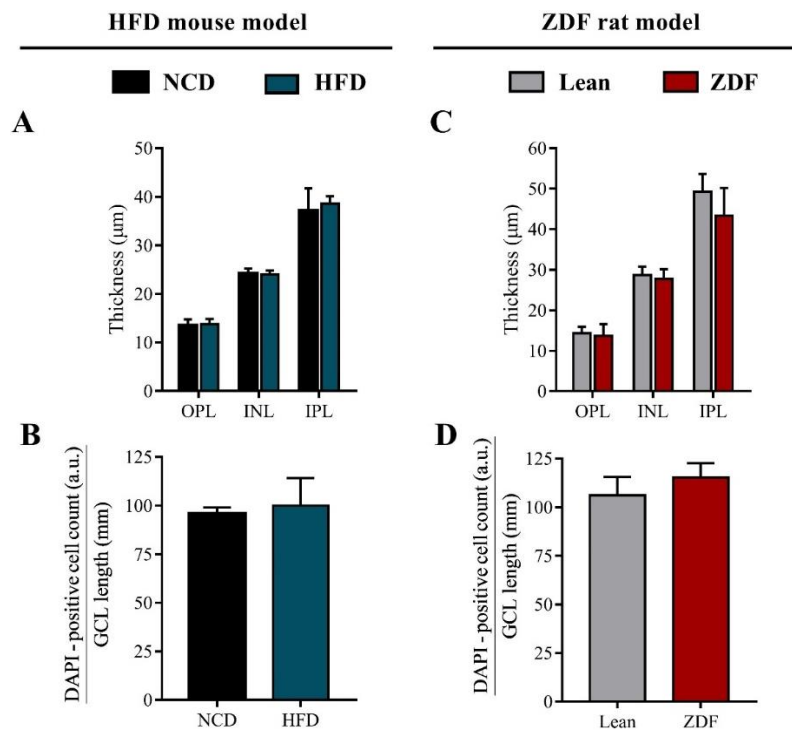 HFD mouse model
ZDF rat model
NCD HFD
Lean ZDF
A
Thickness (µm)
50
40
30
20
10
0
OPL INL IPL
C
Thickness (µm)
60
50
40
30
20
10
0
OPL INL IPL
B
DAPI - positive cell count (a.u.)
GCL length (mm)
125
100
75
50
25
0
NCD HFD
D
DAPI - positive cell count (a.u.)
GCL length (mm)
125
100
75
50
25
0
Lean ZDF